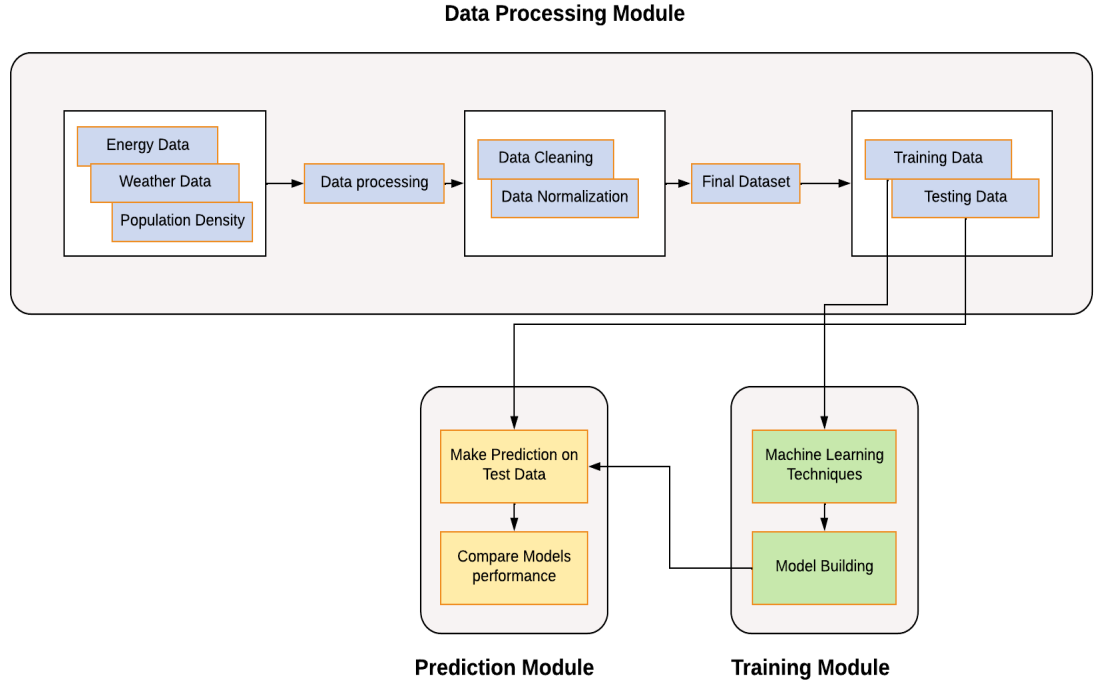 Data Processing Module
Energy Data
Weather Data
Population Density
Data processing
Data Cleaning
Data Normalization
Final Dataset
Training Data
Testing Data
Make Prediction on
Test Data
Compare Models
performance
Machine Learning
Techniques
Model Building
Prediction Module
Training Module